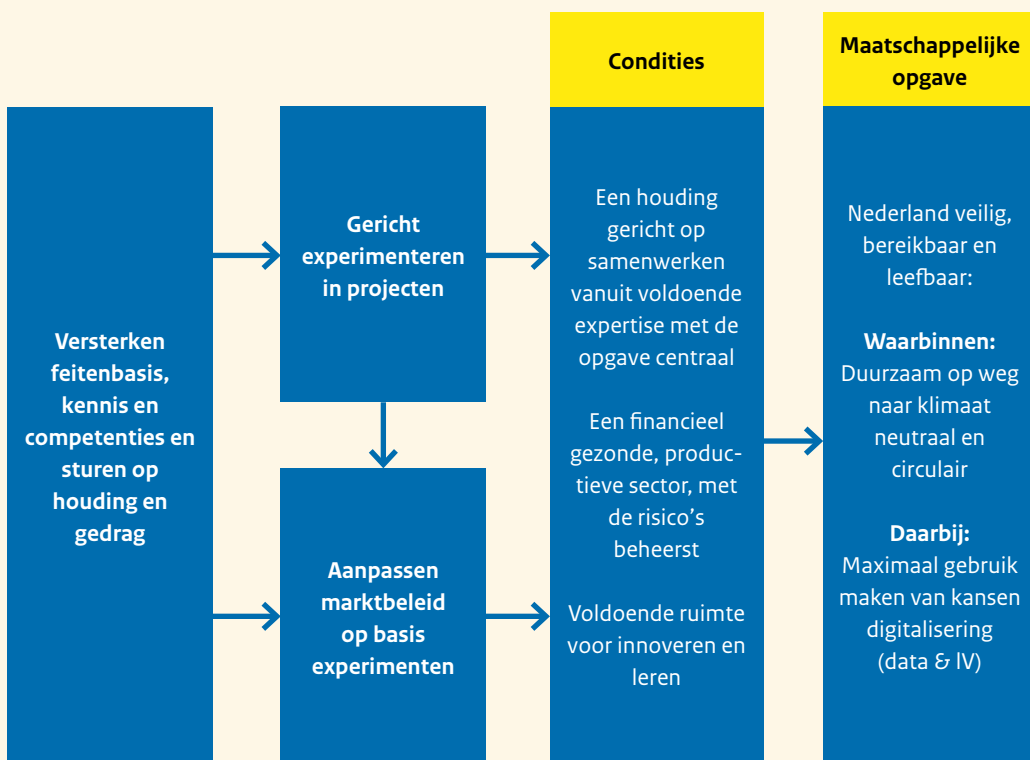 Versterken
feitenbasis,
kennis en
competenties en
sturen op
houding en
gedrag
Gericht
experimenteren
in projecten
Aanpassen
marktbeleid
op basis
experimenten
Condities
Een houding
gericht op
samenwerken
vanuit voldoende
expertise met de
opgave centraal
Een financieel
gezonde, produc-
tieve sector, met
de risico’s
beheerst
Voldoende ruimte
voor innoveren en
leren
Maatschappelijke
opgave
Nederland veilig,
bereikbaar en
leefbaar:
Waarbinnen:
Duurzaam op weg
naar klimaat
neutraal en
circulair
Daarbij:
Maximaal gebruik
maken van kansen
digitalisering
(data & IV)